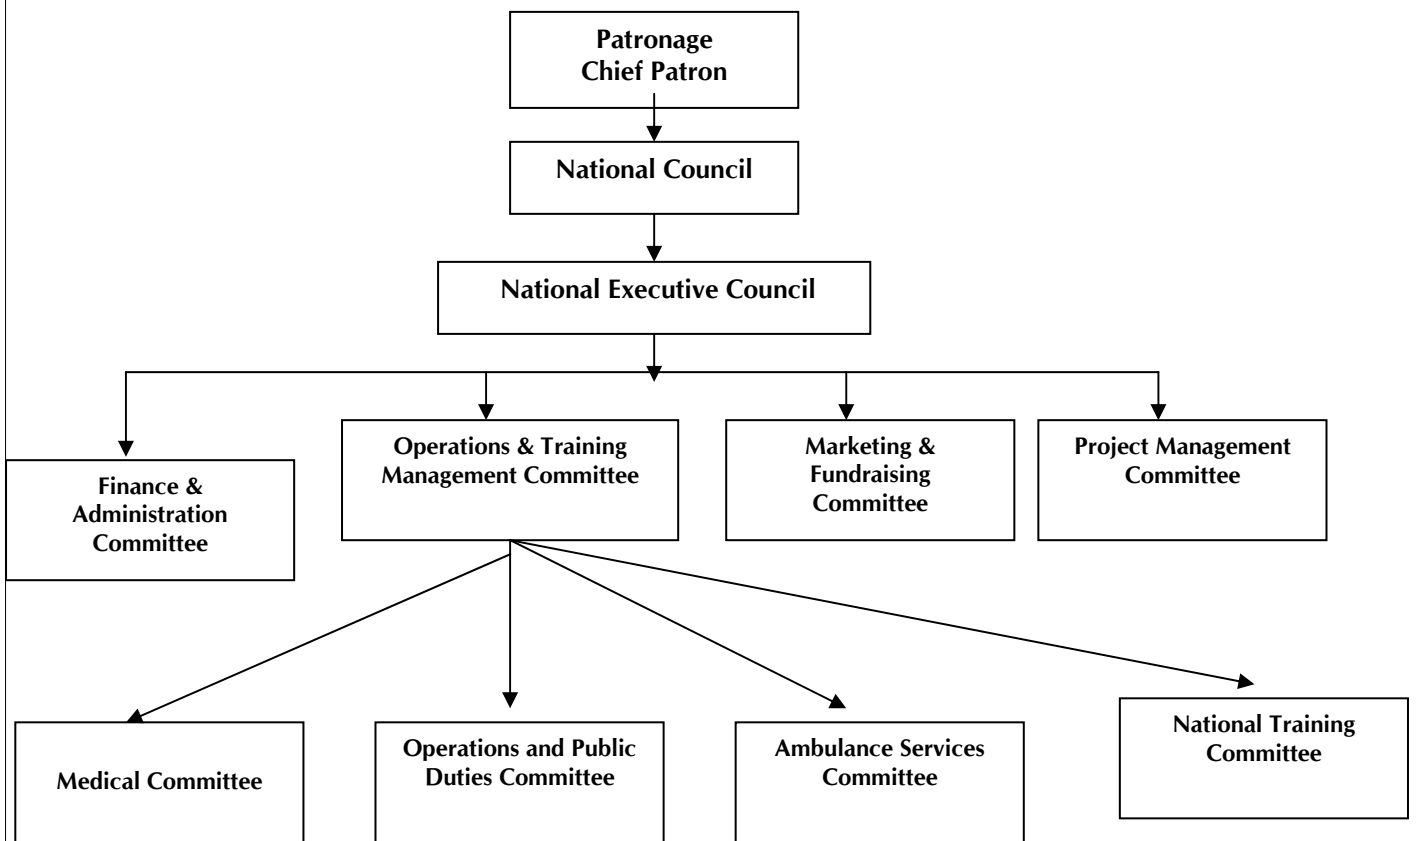 Patronage
Chief Patron
National Council
National Executive Council
Operations & Training
Management Committee
Marketing &
Fundraising
Committee
Project Management
Committee
Finance &
Administration
Committee
National Training
Committee
Medical Committee
Operations and Public
Duties Committee
Ambulance Services
Committee